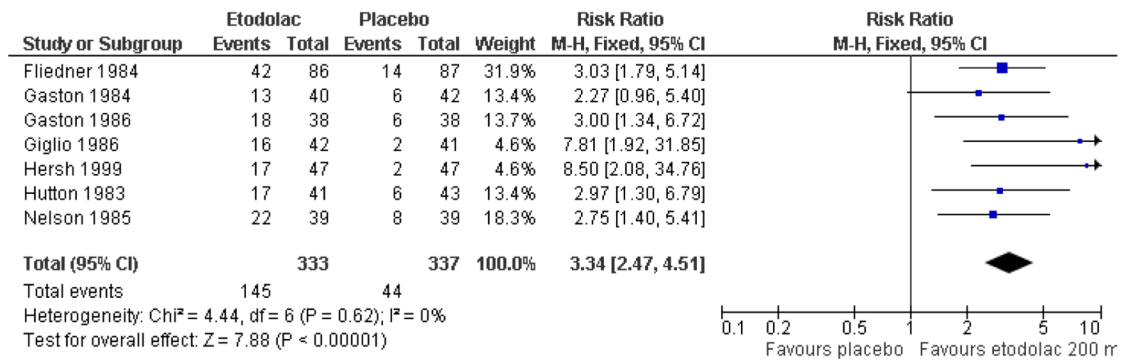 Etodolac Placebo Risk Ratio Risk Ratio
Study or Subgroup Events Total Events Total Weight M-H, Fixed, 95% CI M-H, Fixed, 95% CI
Fliedner 1984 42 86 14 87 31.9% 3.03 [1.79, 5.14]
Gaston 1984 13 40 6 42 13.4% 2.27 [0.96, 5.40]
Gaston 1986 18 38 6 38 13.7% 3.00 [1.34, 6.72]
Giglio 1986 16 42 2 41 4.6% 7.81 [1.92, 31.85]
Hersh 1999 17 47 2 47 4.6% 8.50 [2.08, 34.76]
Hutton 1983 17 41 6 43 13.4% 2.97 [1.30, 6.79]
Nelson 1985 22 39 8 39 18.3% 2.75 [1.40, 5.41]
Total (95% CI) 333 337 100.0% 3.34 [2.47, 4.51]
Total events 145 44
Heterogeneity: Chi² = 4.44, df = 6 (P = 0.62); I² = 0%
Test for overall effect: Z = 7.88 (P < 0.00001)
0.1 0.2 0.5 1 2 5 10
Favours placebo Favours etodolac 200 m